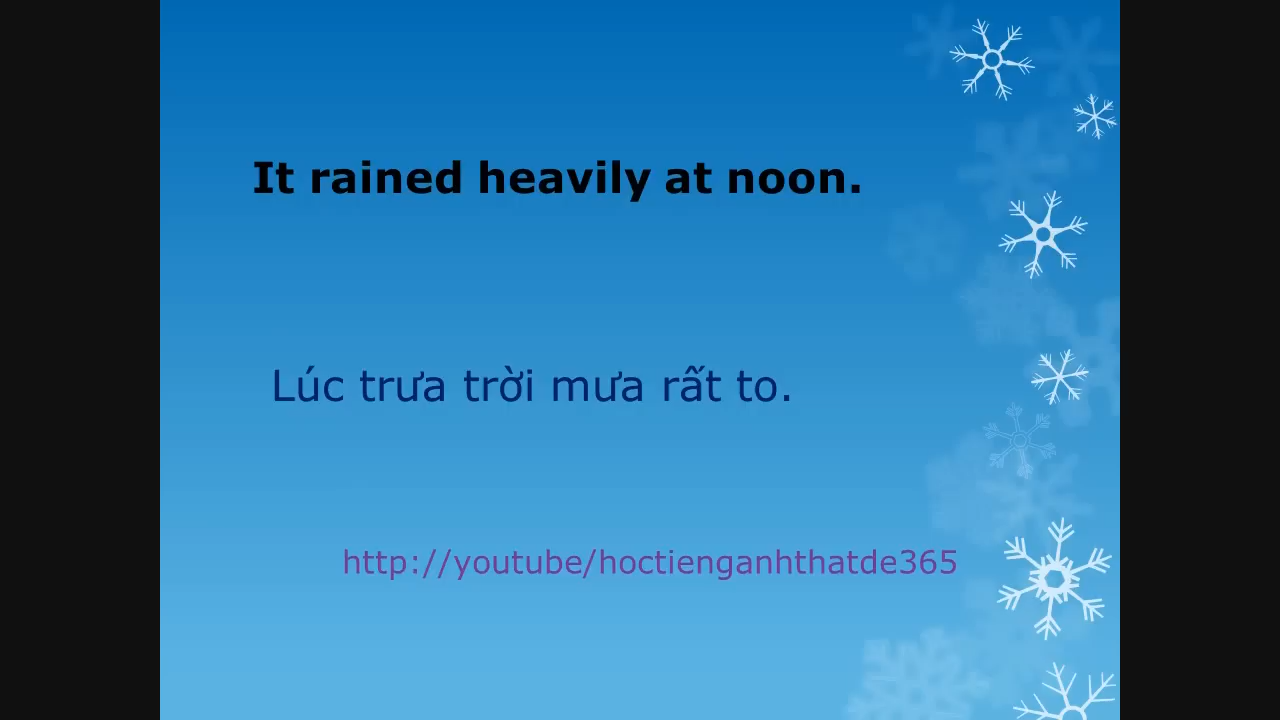 It rained heavily at noon.
Lúc trưa trời mưa rất to.
http://youtube/hoctienganhthatde365